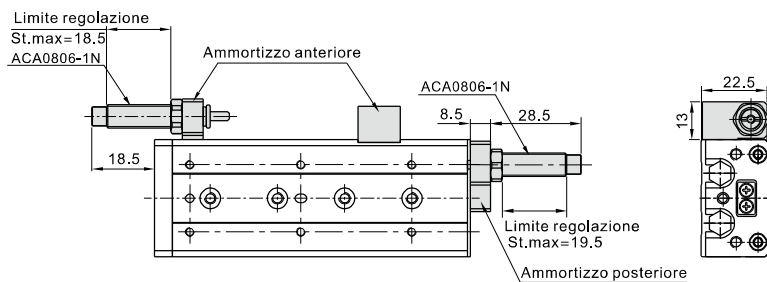 Limite regolazione
St.max=18.5
ACA0806-1N
Ammortizzo anteriore
ACA0806-1N
22.5
8.5
28.5
13
18.5
Limite regolazione
St.max=19.5
Ammortizzo posteriore